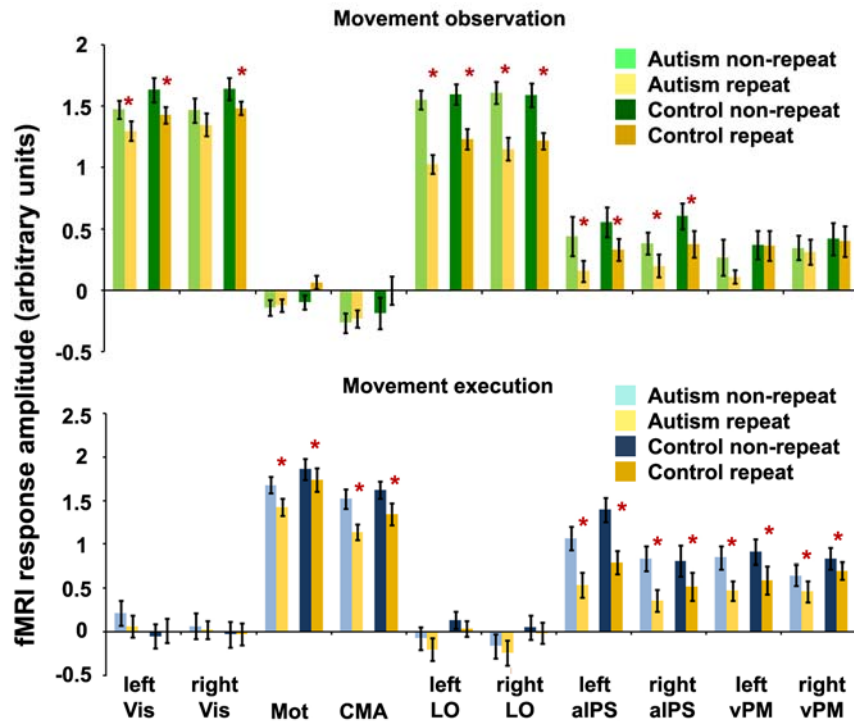 Movement observation
2
1.5
1
0.5
0
-0.5
Autism non-repeat
Autism repeat
Control non-repeat
Control repeat
* * * * * * * * * * *
fMRI response amplitude (arbitrary units)
Movement execution
2.5
2
1.5
1
0.5
0
-0.5
Autism non-repeat
Autism repeat
Control non-repeat
Control repeat
* * * * * * * * * * * *
left Vis
right Vis
Mot
CMA
left LO
right LO
left aIPS
right aIPS
left vPM
right vPM